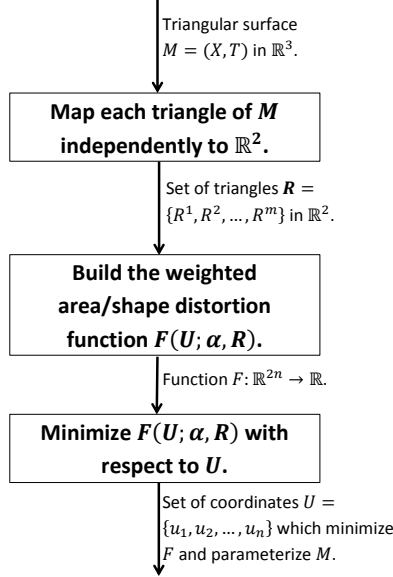 Triangular surface
M = (X, T) in ℝ³.
Map each triangle of M
independently to ℝ².
Set of triangles R =
{R¹, R², …, Rᵐ} in ℝ².
Build the weighted
area/shape distortion
function F(U; α, R).
Function F: ℝ²ⁿ → ℝ.
Minimize F(U; α, R) with
respect to U.
Set of coordinates U =
{u₁, u₂, …, uₙ} which minimize
F and parameterize M.